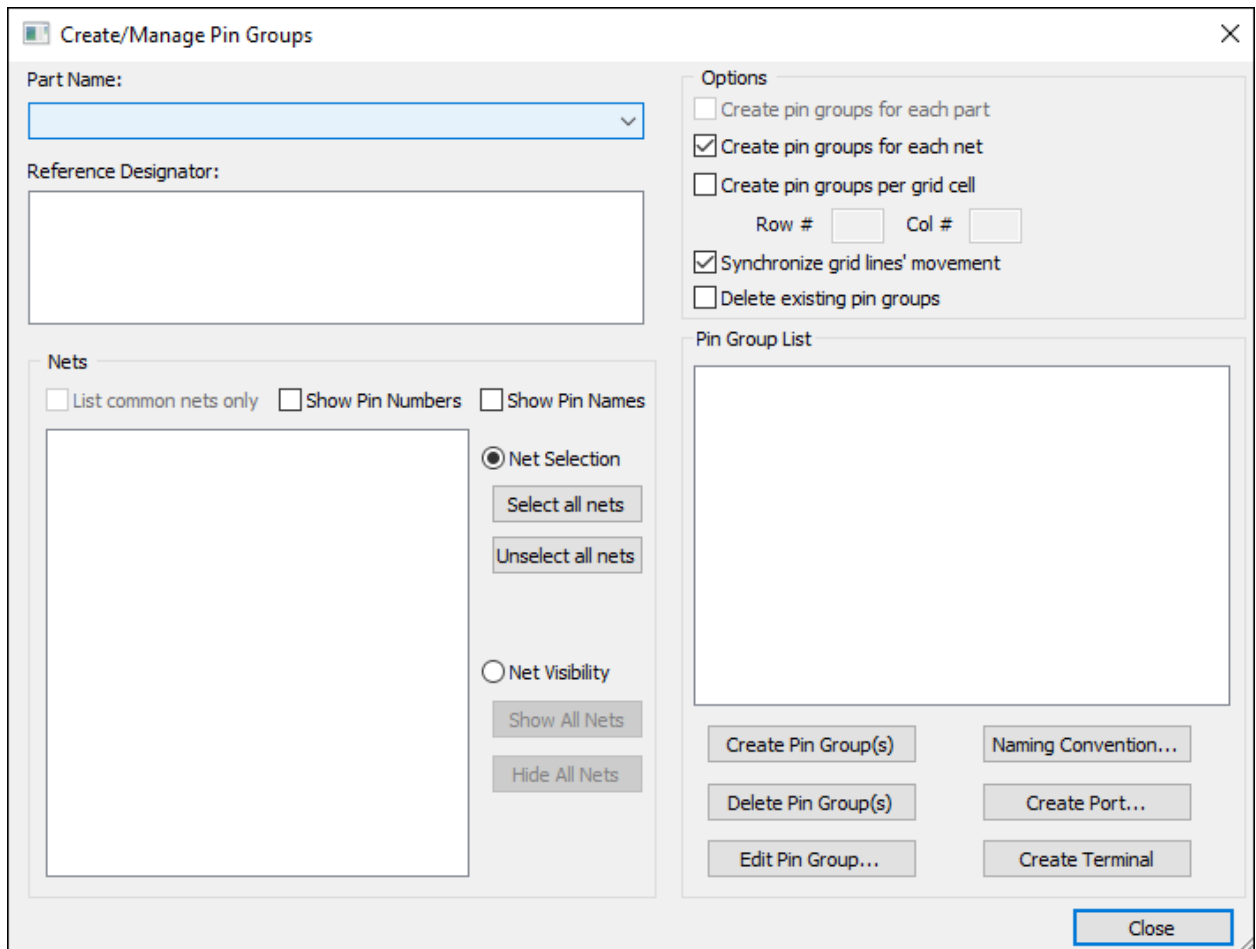 Create/Manage Pin Groups
Part Name:
Reference Designator:
Nets
List common nets only
Show Pin Numbers
Show Pin Names
Net Selection
Select all nets
Unselect all nets
Net Visibility
Show All Nets
Hide All Nets
Options
Create pin groups for each part
Create pin groups for each net
Create pin groups per grid cell
Row # Col #
Synchronize grid lines' movement
Delete existing pin groups
Pin Group List
Create Pin Group(s)
Naming Convention...
Delete Pin Group(s)
Create Port...
Edit Pin Group...
Create Terminal
Close